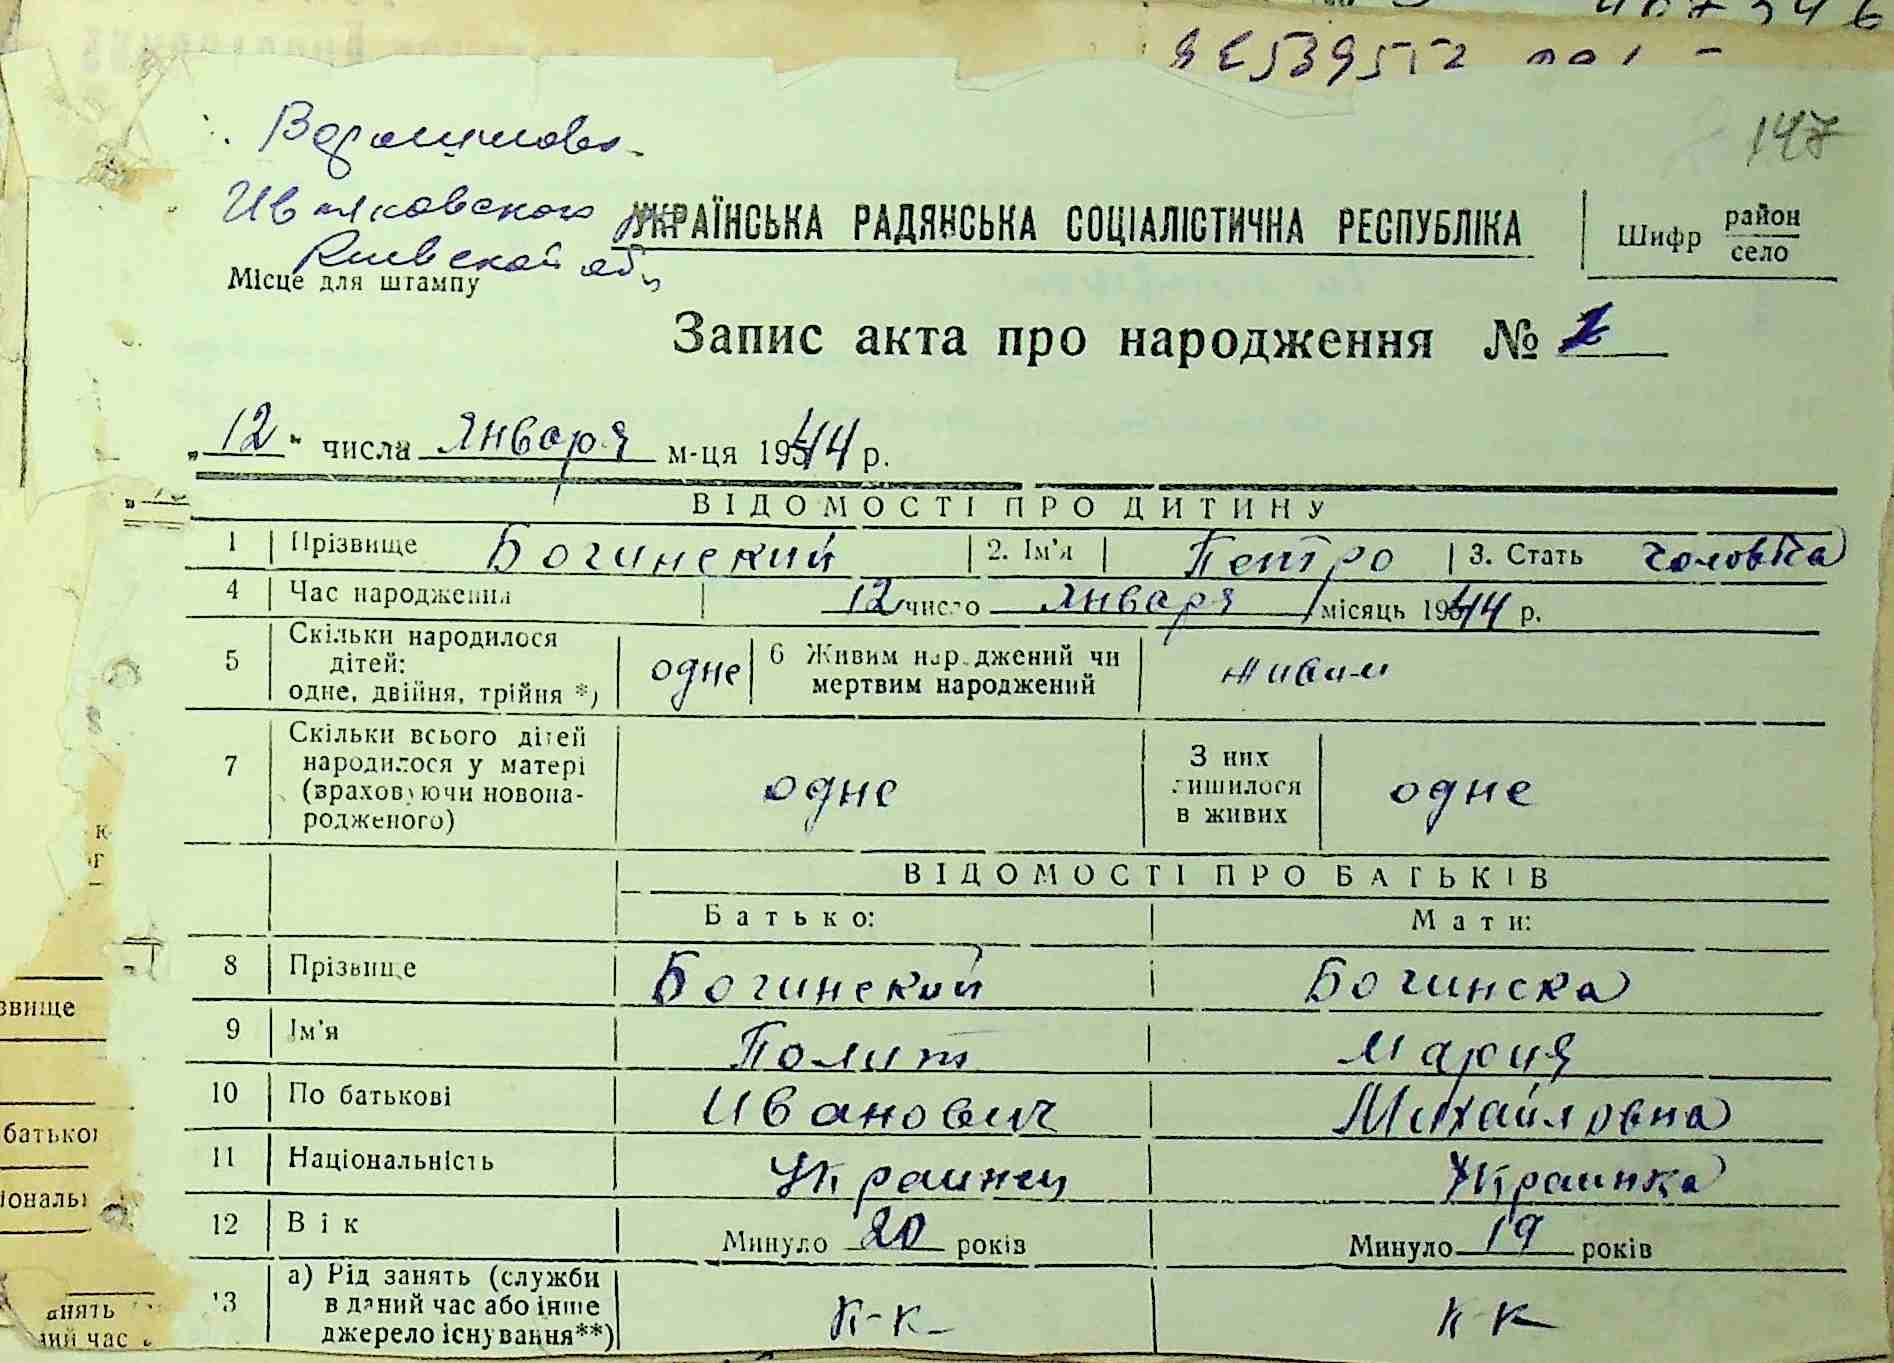 147
Иванковского
УКРАЇНСЬКА РАДЯНСЬКА СОЦІАЛІСТИЧНА РЕСПУБЛІКА
Шифр район
село
Киевской обл
Місце для штампу
Запис акта про народження №
„12“ числа Января м-ця 1944 р.
ВІДОМОСТІ ПРО ДИТИНУ
1 Прізвище Богинский 2. Ім'я Петро 3. Стать чоловіча
4 Час народження 12 число Января місяць 1944 р.
5 Скільки народилося дітей: одне, двійня, трійня *) одне 6 Живим народжений чи мертвим народжений живим
7 Скільки всього дітей народилося у матері (враховуючи новонародженого) одне З них лишилося в живих одне
ВІДОМОСТІ ПРО БАТЬКІВ
Батько: Мати:
8 Прізвище Богинский Богинска
9 Ім'я Полит Мария
10 По батькові Иванович Михайловна
11 Національність Украинец Украинка
12 Вік Минуло 20 років Минуло 19 років
13 а) Рід занять (служби в даний час або інше джерело існування**) К-К К-К